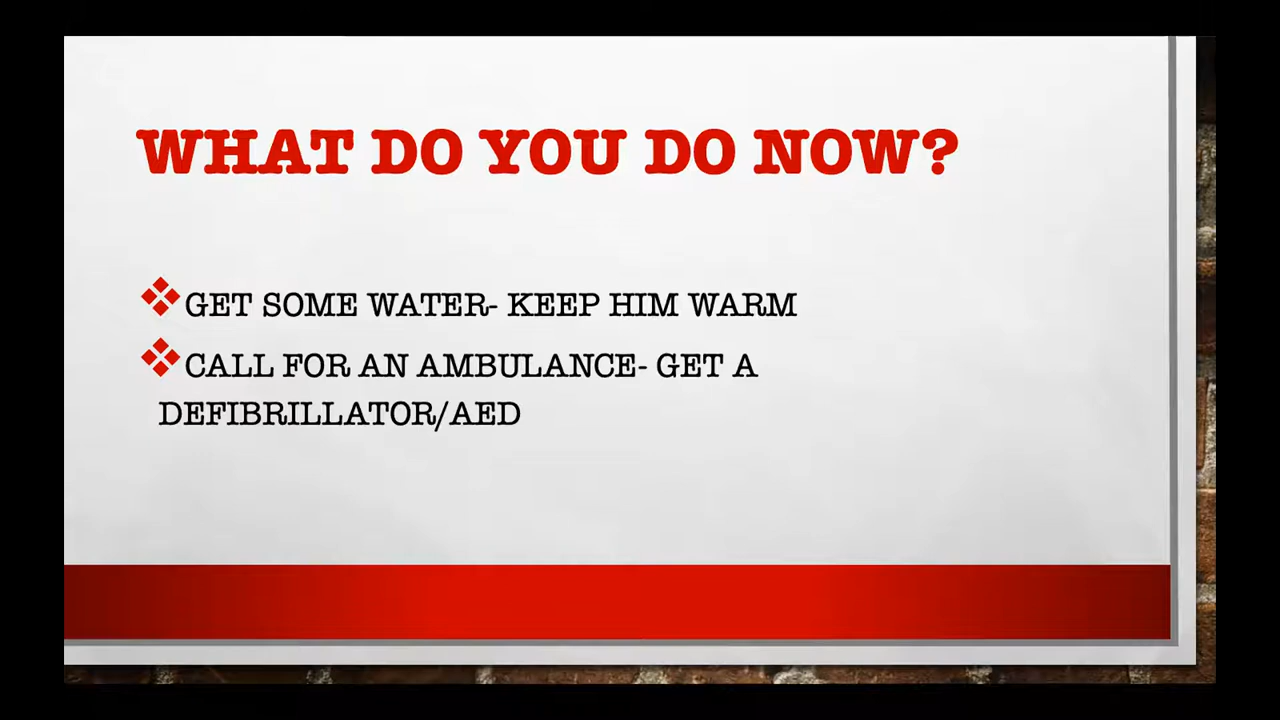 WHAT DO YOU DO NOW?
GET SOME WATER- KEEP HIM WARM
CALL FOR AN AMBULANCE- GET A
DEFIBRILLATOR/AED